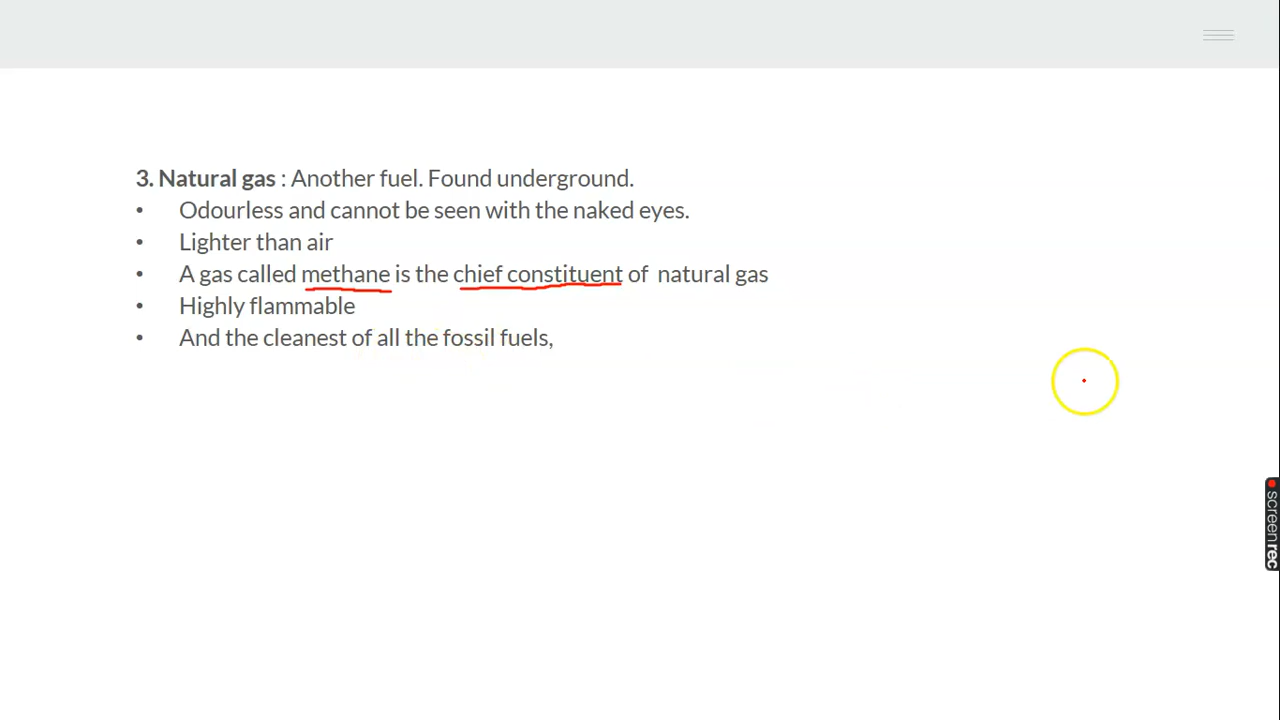 3. Natural gas : Another fuel. Found underground.
• Odourless and cannot be seen with the naked eyes.
• Lighter than air
• A gas called methane is the chief constituent of natural gas
• Highly flammable
• And the cleanest of all the fossil fuels,
screenrec